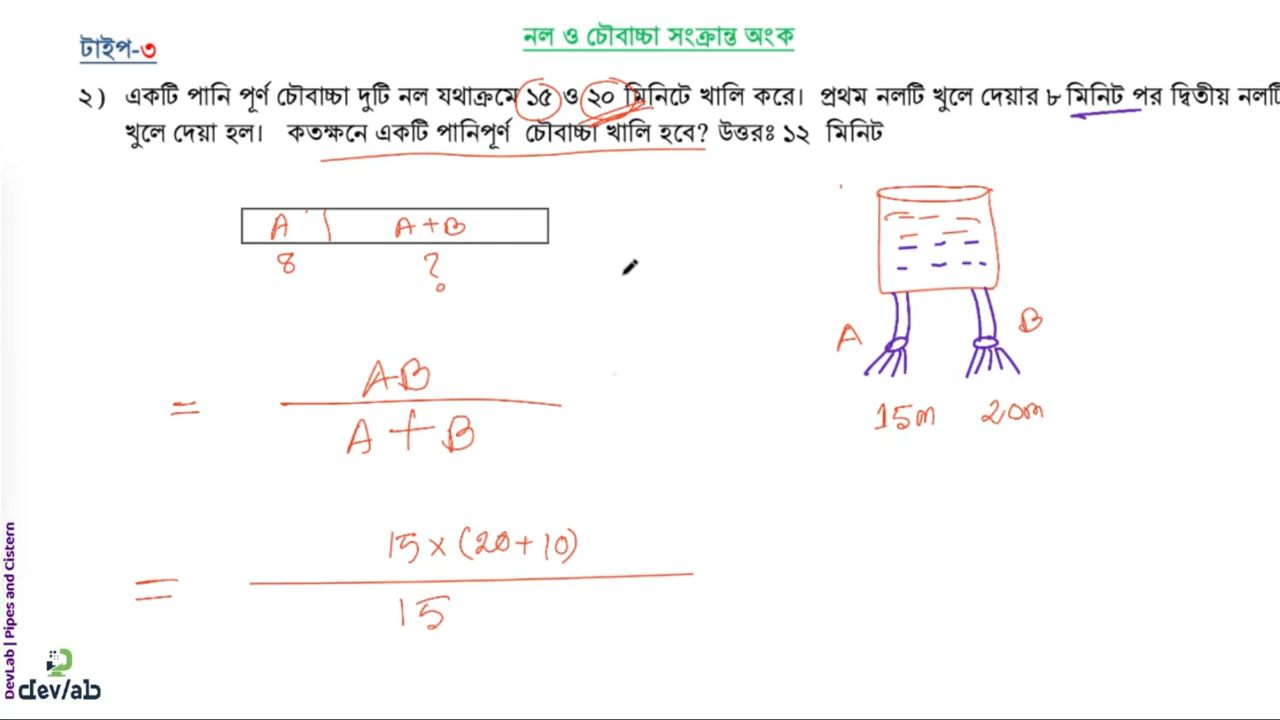 নল ও চৌবাচ্চা সংক্রান্ত অংক
টাইপ-৩
২) একটি পানি পূর্ণ চৌবাচ্চা দুটি নল যথাক্রমে ১৫ ও ২০ মিনিটে খালি করে। প্রথম নলটি খুলে দেয়ার ৮ মিনিট পর দ্বিতীয় নলটি
খুলে দেয়া হল। কতক্ষনে একটি পানিপূর্ণ চৌবাচ্চা খালি হবে? উত্তরঃ ১২ মিনিট
A | A+B
8 ?
A B
15m 20m
= AB
A+B
= 15 × (20+10)
15
DevLab | Pipes and Cistern
dev/ab